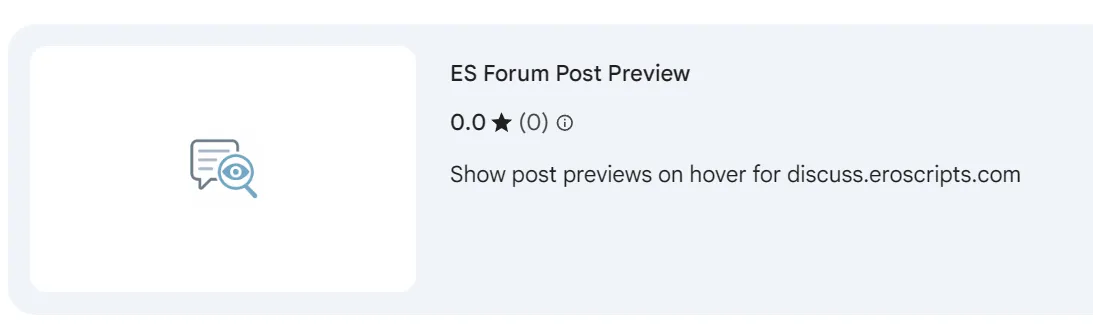 ES Forum Post Preview
0.0 ★ (0)
Show post previews on hover for discuss.eroscripts.com